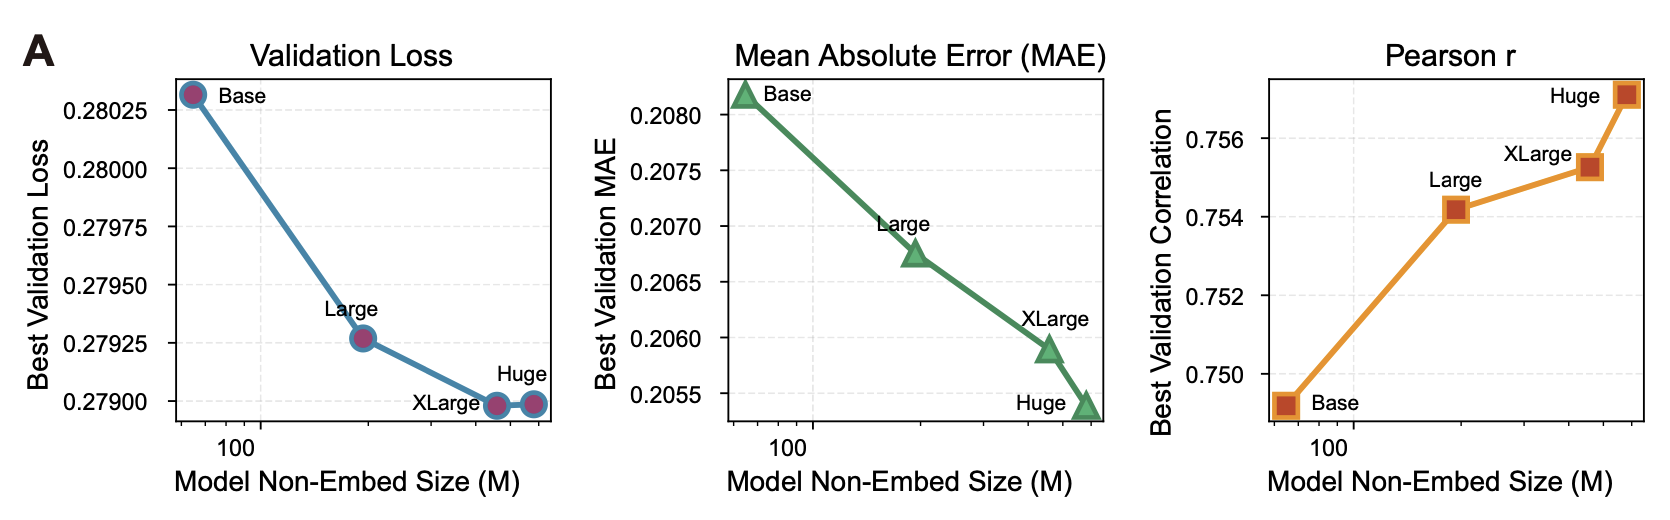 A
Validation Loss
Best Validation Loss
0.28025
0.28000
0.27975
0.27950
0.27925
0.27900
Base
Large
XLarge
Huge
100
Model Non-Embed Size (M)
Mean Absolute Error (MAE)
Best Validation MAE
0.2080
0.2075
0.2070
0.2065
0.2060
0.2055
Base
Large
XLarge
Huge
100
Model Non-Embed Size (M)
Pearson r
Best Validation Correlation
0.756
0.754
0.752
0.750
Huge
XLarge
Large
Base
100
Model Non-Embed Size (M)